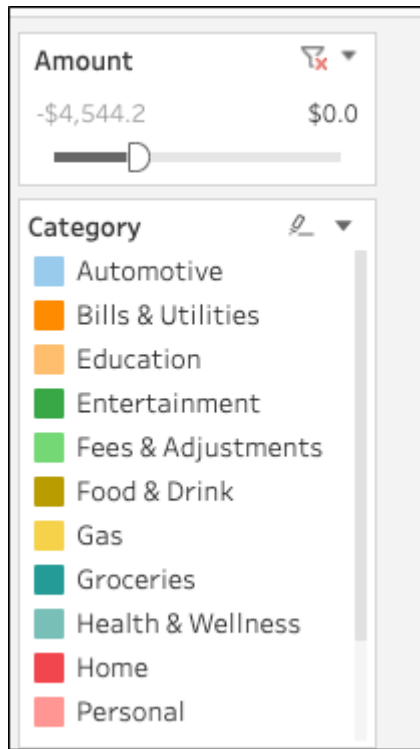 Amount
-$4,544.2 $0.0
Category
Automotive
Bills & Utilities
Education
Entertainment
Fees & Adjustments
Food & Drink
Gas
Groceries
Health & Wellness
Home
Personal